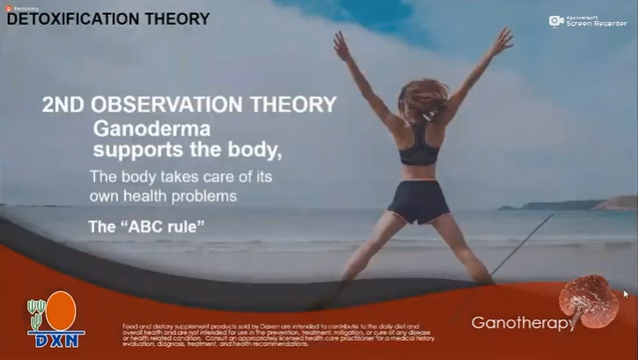 Recording
DETOXIFICATION THEORY
Apowersoft
Screen Recorder
2ND OBSERVATION THEORY
Ganoderma
supports the body,
The body takes care of its
own health problems
The “ABC rule”
Food and dietary supplement products sold by Daxen are intended to contribute to the daily diet and
overall health and are not intended for use in the prevention, treatment, mitigation, or cure of any disease
or health related condition. Consult an appropriately licensed health care practitioner for a medical history
evaluation, diagnosis, treatment, and health recommendations.
DXN
Ganotherapy